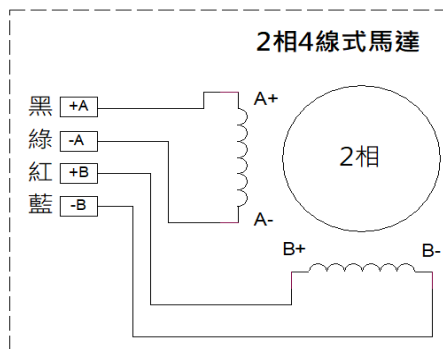 2相4線式馬達
黑 +A
綠 -A
紅 +B
藍 -B
A+
A-
2相
B+
B-